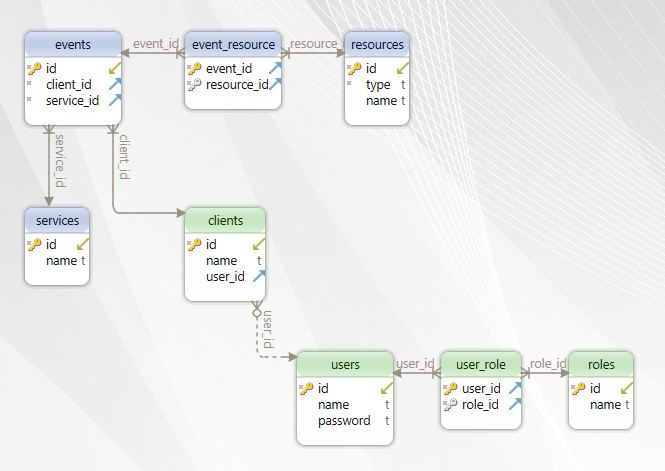 events
id
client_id
service_id
event_id
event_resource
event_id
resource_id
resource_
resources
id
type t
name t
service_id
client_id
services
id
name t
clients
id
name t
user_id
user_id
users
id
name t
password t
user_id
user_role
user_id
role_id
role_id
roles
id
name t